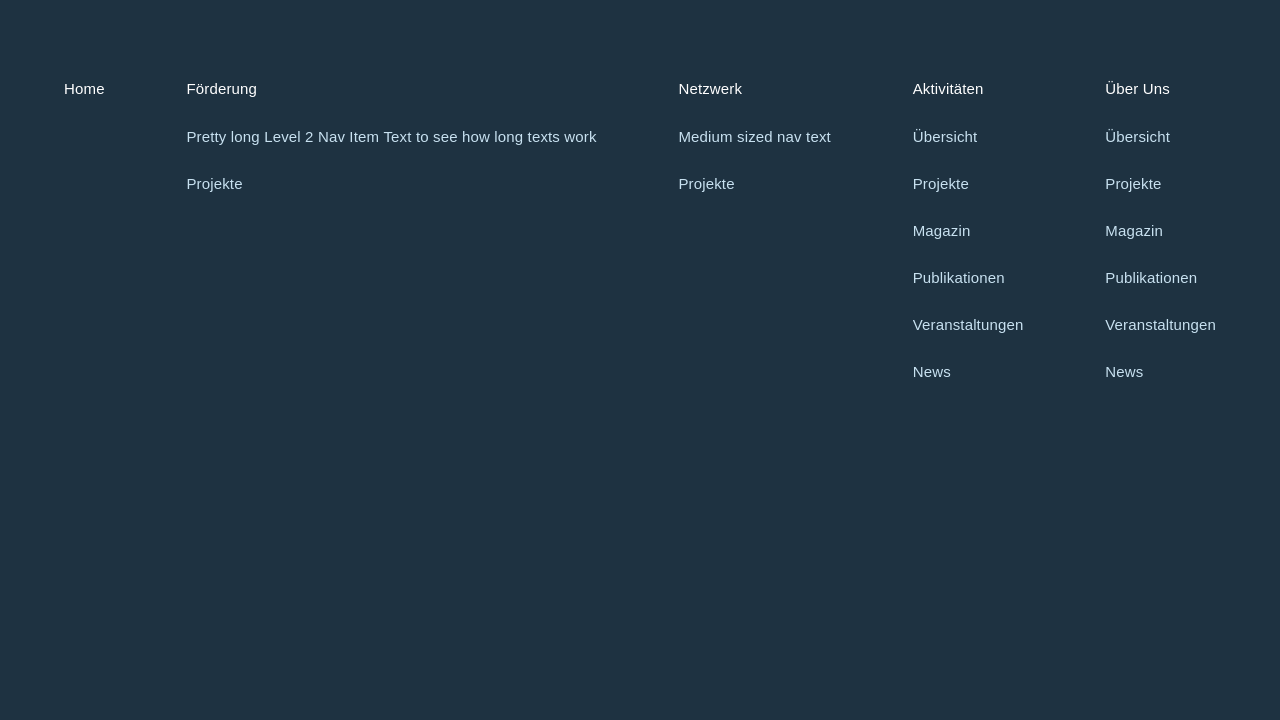 Home
Förderung
Pretty long Level 2 Nav Item Text to see how long texts work
Projekte
Netzwerk
Medium sized nav text
Projekte
Aktivitäten
Übersicht
Projekte
Magazin
Publikationen
Veranstaltungen
News
Über Uns
Übersicht
Projekte
Magazin
Publikationen
Veranstaltungen
News